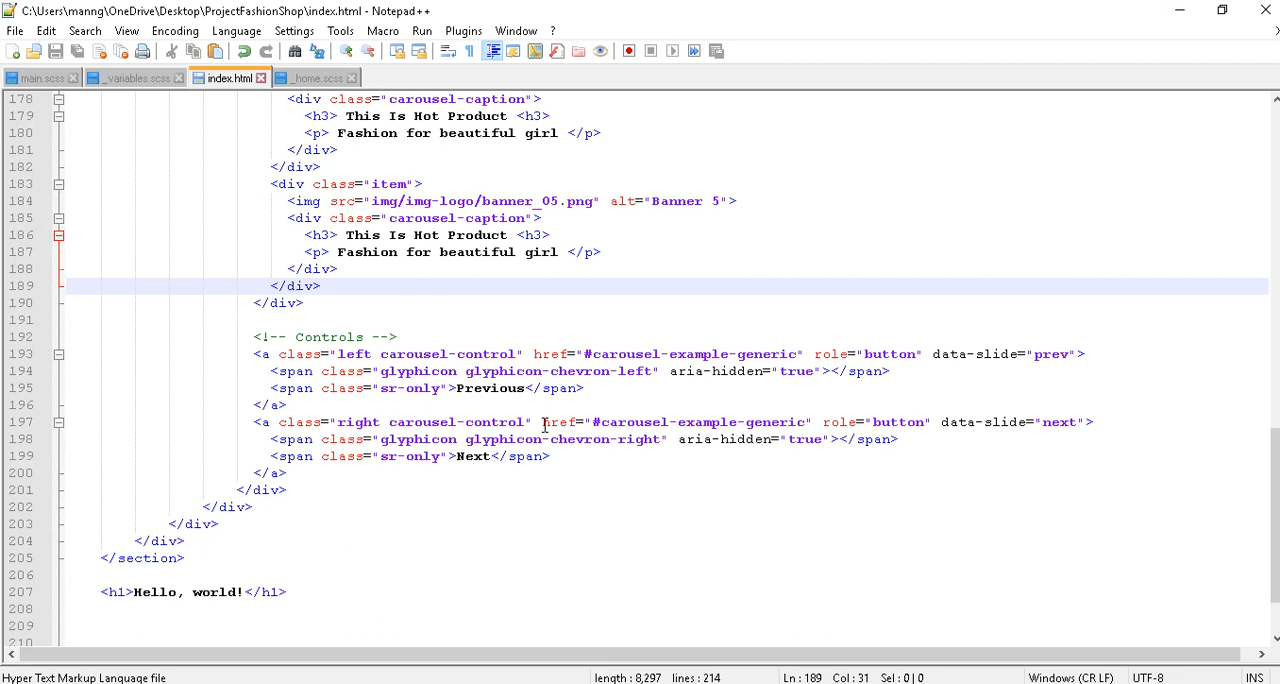 C:\Users\manng\OneDrive\Desktop\ProjectFashionShop\index.html - Notepad++
File Edit Search View Encoding Language Settings Tools Macro Run Plugins Window ?
main.scss _variables.scss index.html _home.scss
178 <div class="carousel-caption">
179 <h3> This Is Hot Product <h3>
180 <p> Fashion for beautiful girl </p>
181 </div>
182 </div>
183 <div class="item">
184 <img src="img/img-logo/banner_05.png" alt="Banner 5">
185 <div class="carousel-caption">
186 <h3> This Is Hot Product <h3>
187 <p> Fashion for beautiful girl </p>
188 </div>
189 </div>
190 </div>
191
192 <!-- Controls -->
193 <a class="left carousel-control" href="#carousel-example-generic" role="button" data-slide="prev">
194 <span class="glyphicon glyphicon-chevron-left" aria-hidden="true"></span>
195 <span class="sr-only">Previous</span>
196 </a>
197 <a class="right carousel-control" href="#carousel-example-generic" role="button" data-slide="next">
198 <span class="glyphicon glyphicon-chevron-right" aria-hidden="true"></span>
199 <span class="sr-only">Next</span>
200 </a>
201 </div>
202 </div>
203 </div>
204 </div>
205 </section>
206
207 <h1>Hello, world!</h1>
208
209
210
Hyper Text Markup Language file length : 8,297 lines : 214 Ln : 189 Col : 31 Sel : 0 | 0 Windows (CR LF) UTF-8 INS